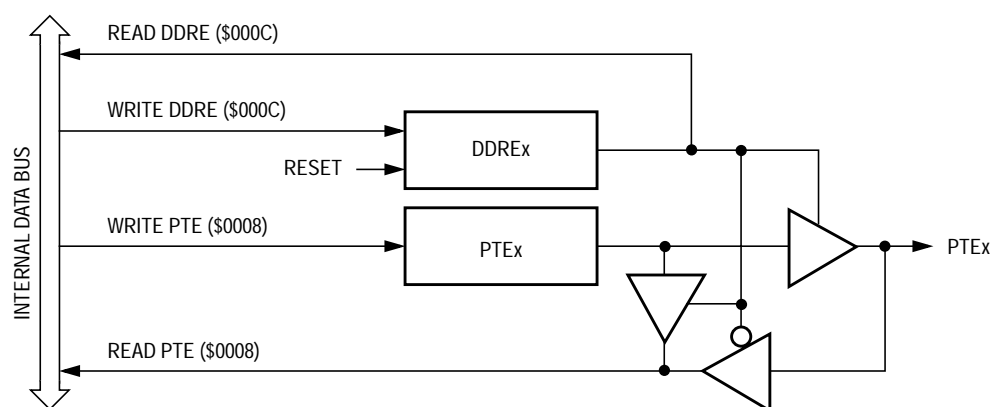 READ DDRE ($000C)
WRITE DDRE ($000C)
DDREx
RESET
WRITE PTE ($0008)
PTEx
PTEx
INTERNAL DATA BUS
READ PTE ($0008)